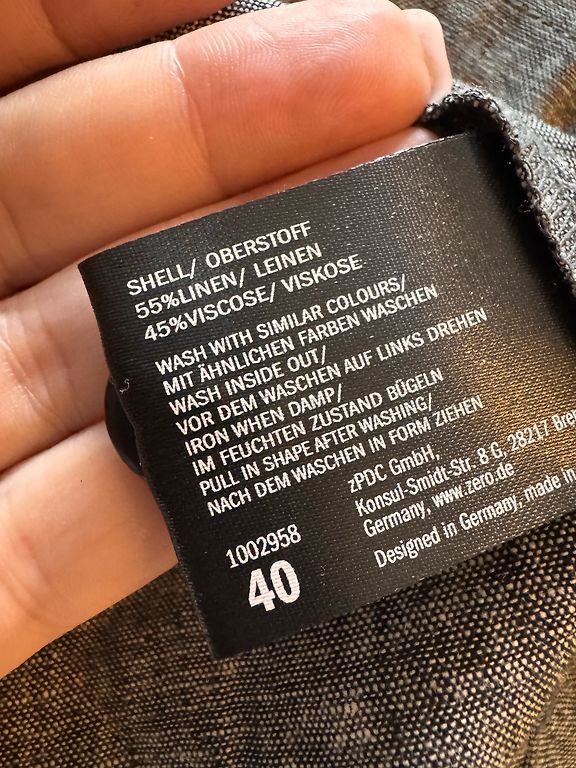 SHELL/ OBERSTOFF
55%LINEN/ LEINEN
45%VISCOSE/ VISKOSE
WASH WITH SIMILAR COLOURS/
MIT ÄHNLICHEN FARBEN WASCHEN
WASH INSIDE OUT/
VOR DEM WASCHEN AUF LINKS DREHEN
IRON WHEN DAMP/
IM FEUCHTEN ZUSTAND BÜGELN
PULL IN SHAPE AFTER WASHING/
NACH DEM WASCHEN IN FORM ZIEHEN
zPDC GmbH,
Konsul-Smidt-Str. 8 G, 28217 Bre
Germany, www.zero.de
Designed in Germany, made in
1002958
40